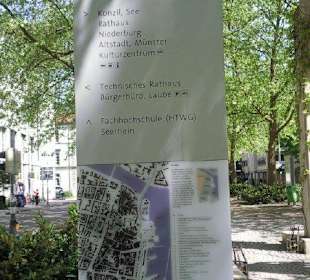 > Konzil, See
Rathaus
Niederburg
Altstadt, Münster
Kulturzentrum
< Technisches Rathaus
Bürgerbüro, Laube
^ Fachhochschule (HTWG)
Seerhein